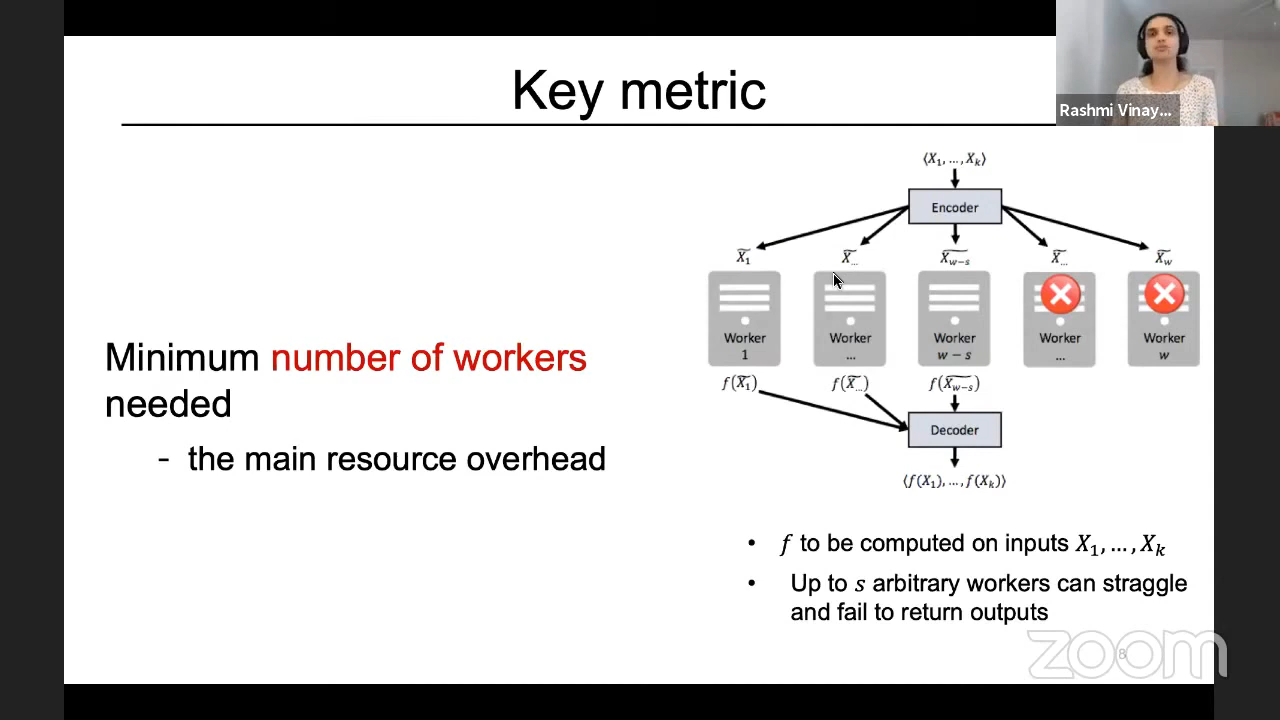 Key metric
Rashmi Vinay...
Minimum number of workers
needed
- the main resource overhead
⟨X₁, ..., Xₖ⟩
Encoder
X̃₁ X̃... X̃w−s X̃... X̃w
Worker 1
Worker ...
Worker w − s
Worker ...
Worker w
f(X̃₁) f(X̃...) f(X̃w−s)
Decoder
⟨f(X₁), ..., f(Xₖ)⟩
• f to be computed on inputs X₁, ..., Xₖ
• Up to s arbitrary workers can straggle
and fail to return outputs
zoom
8